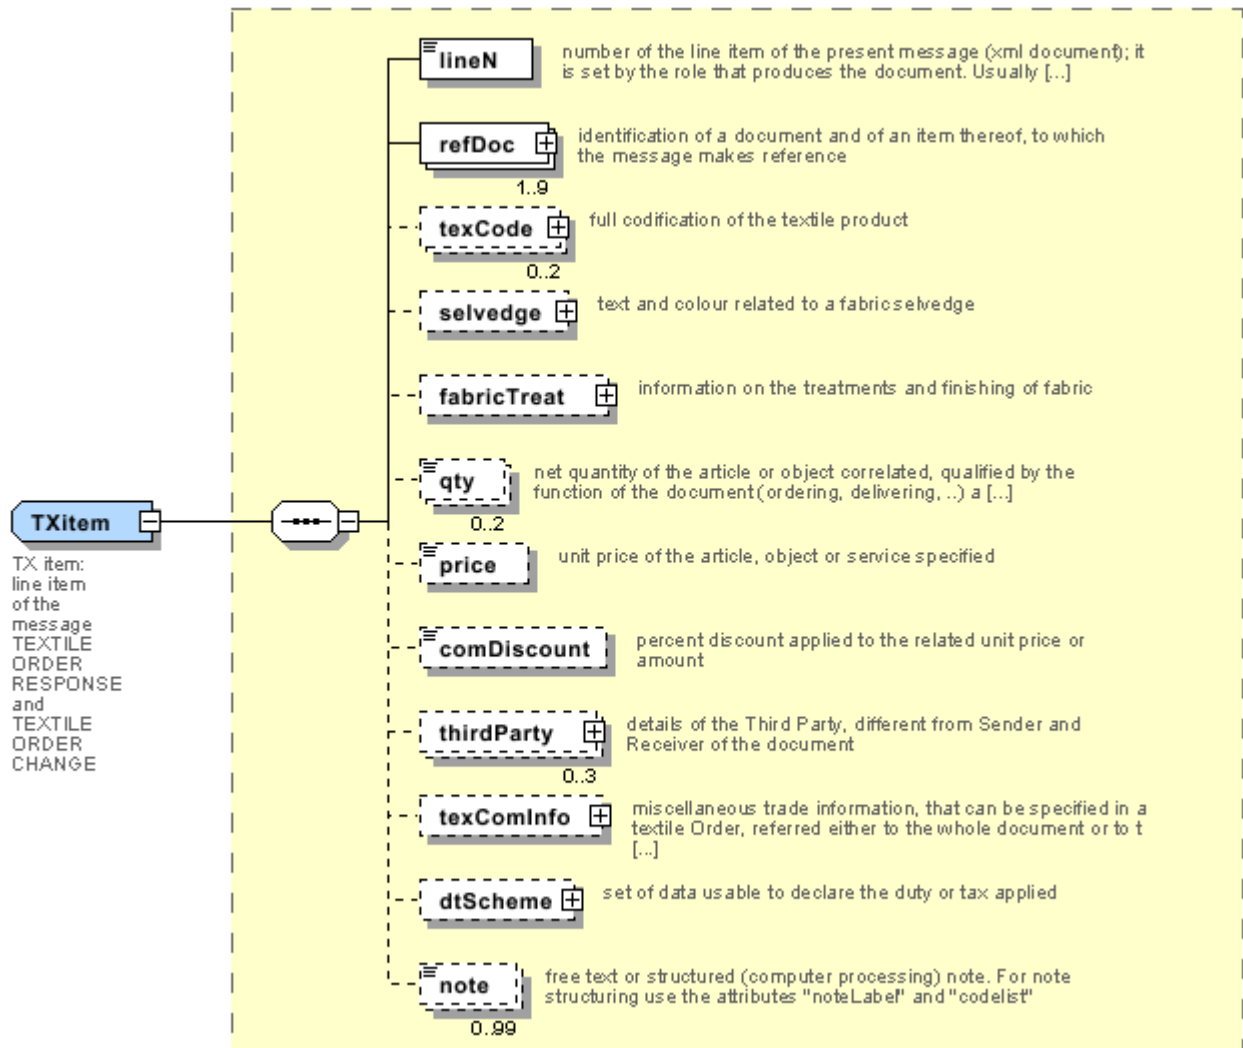 lineN
number of the line item of the present message (xml document); it
is set by the role that produces the document. Usually [...]
refDoc
identification of a document and of an item thereof, to which
the message makes reference
1..9
texCode
full codification of the textile product
0..2
selvedge
text and colour related to a fabric selvedge
fabricTreat
information on the treatments and finishing of fabric
qty
net quantity of the article or object correlated, qualified by the
function of the document (ordering, delivering, ..) a [...]
0..2
TXitem
TX item:
line item
of the
message
TEXTILE
ORDER
RESPONSE
and
TEXTILE
ORDER
CHANGE
price
unit price of the article, object or service specified
comDiscount
percent discount applied to the related unit price or
amount
thirdParty
details of the Third Party, different from Sender and
Receiver of the document
0..3
texComInfo
miscellaneous trade information, that can be specified in a
textile Order, referred either to the whole document or to t
[...]
dtScheme
set of data usable to declare the duty or tax applied
note
free text or structured (computer processing) note. For note
structuring use the attributes "noteLabel" and "codelist"
0..99